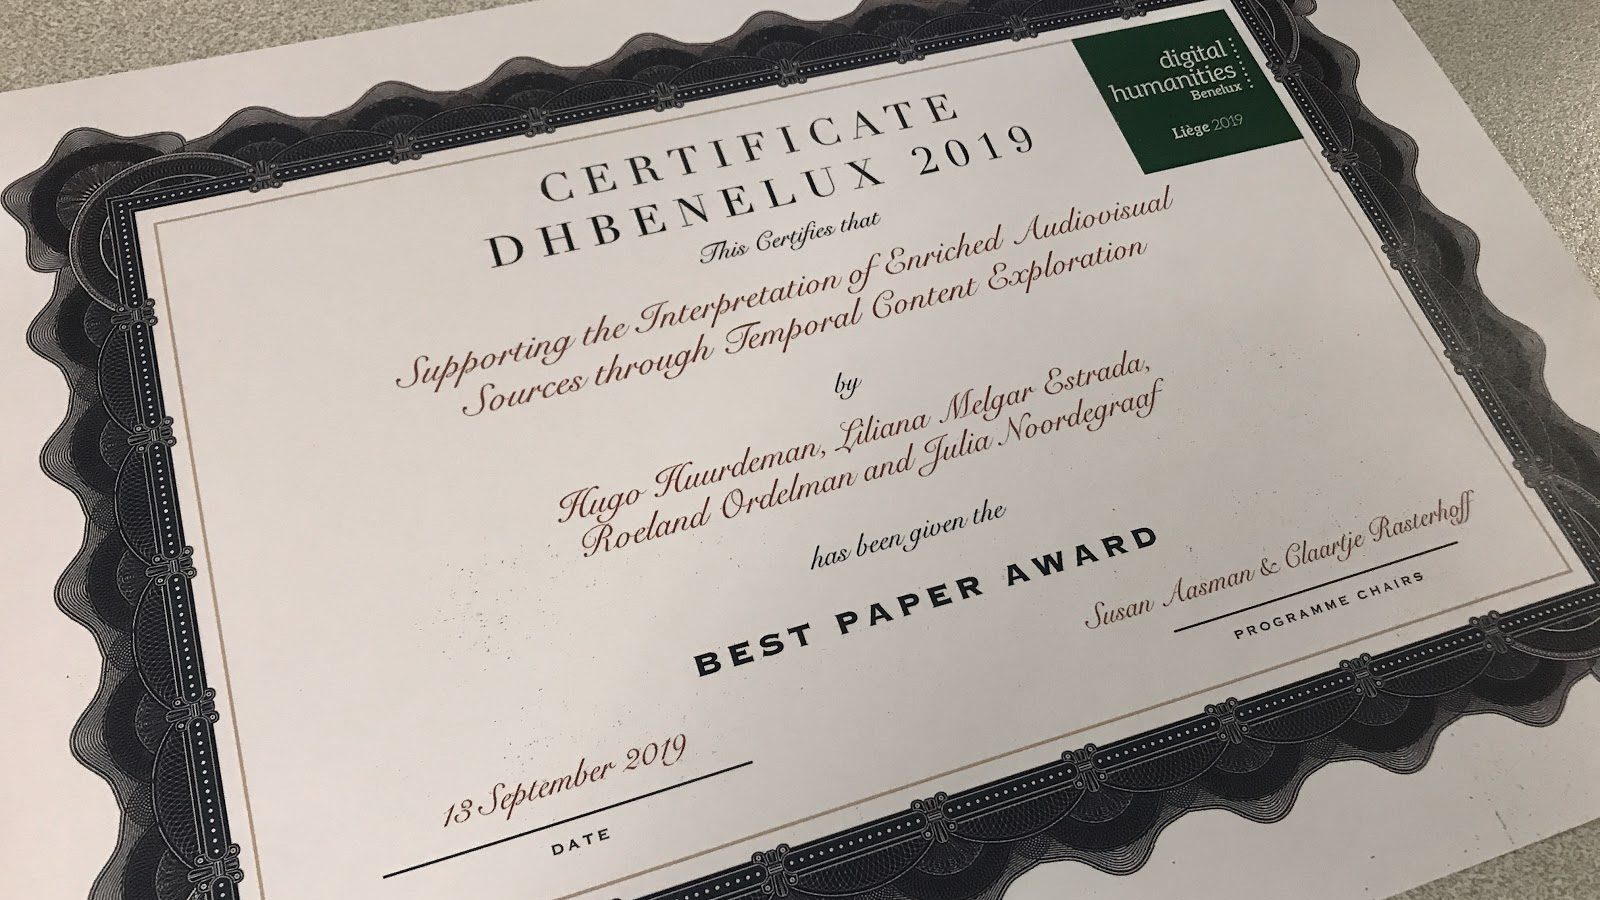 digital
humanities
Benelux
Liège 2019
CERTIFICATE
DHBENELUX 2019
This Certifies that
Supporting the Interpretation of Enriched Audiovisual
Sources through Temporal Content Exploration
by
Hugo Huurdeman, Liliana Melgar Estrada,
Roeland Ordelman and Julia Noordegraaf
has been given the
BEST PAPER AWARD
Susan Aasman & Claartje Rasterhoff
PROGRAMME CHAIRS
13 September 2019
DATE